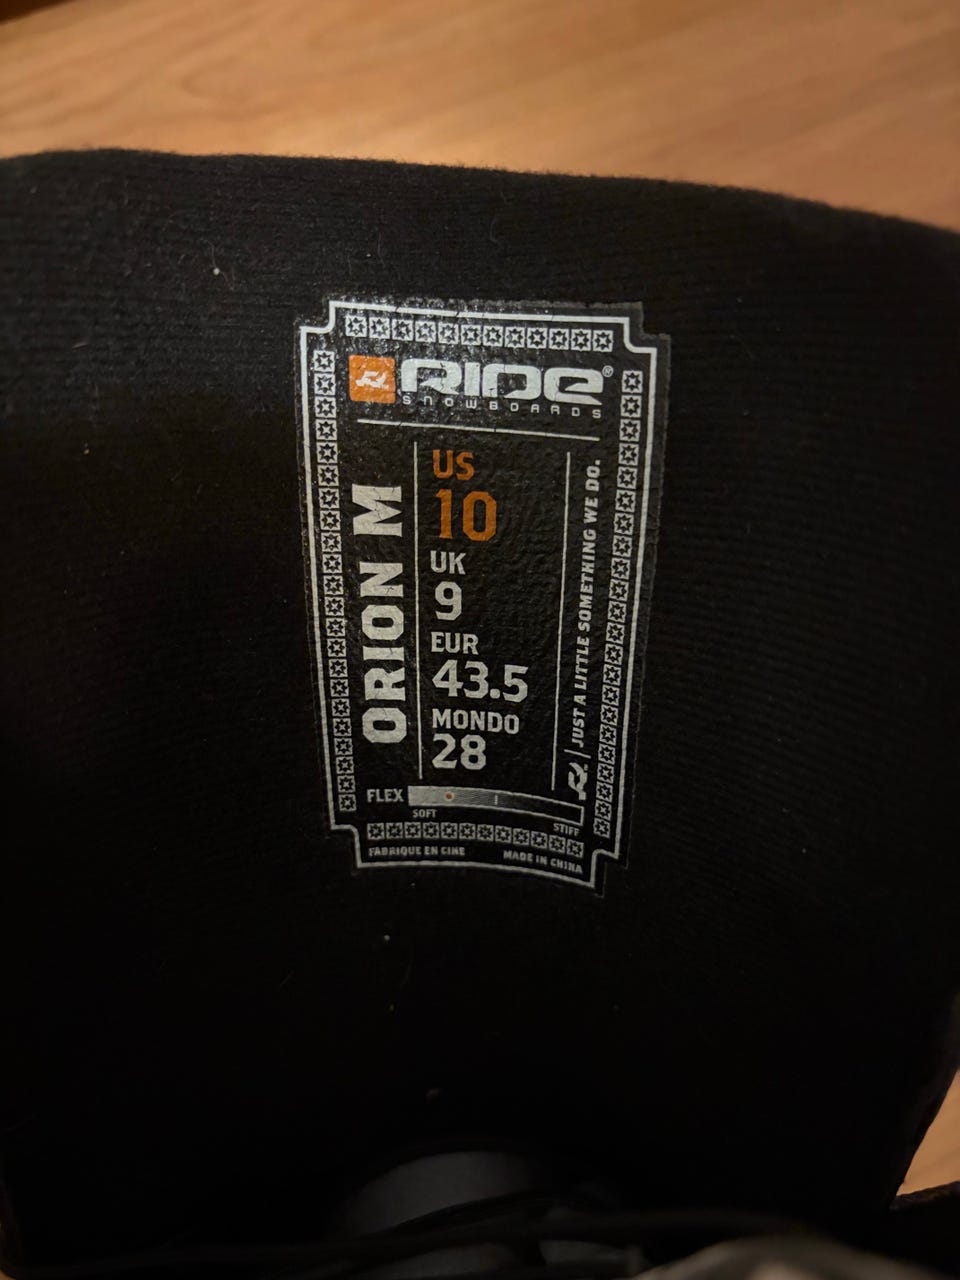 RIDE®
SNOWBOARDS
ORION M
US
10
UK
9
EUR
43.5
MONDO
28
JUST A LITTLE SOMETHING WE DO.
FLEX
SOFT
STIFF
FABRIQUE EN CINE
MADE IN CHINA